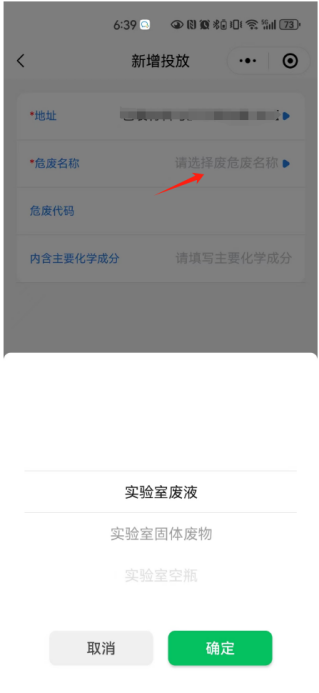 6:39 73
新增投放
*地址
*危废名称 请选择废危废名称
危废代码
内含主要化学成分 请填写主要化学成分
实验室废液
实验室固体废物
实验室空瓶
取消 确定